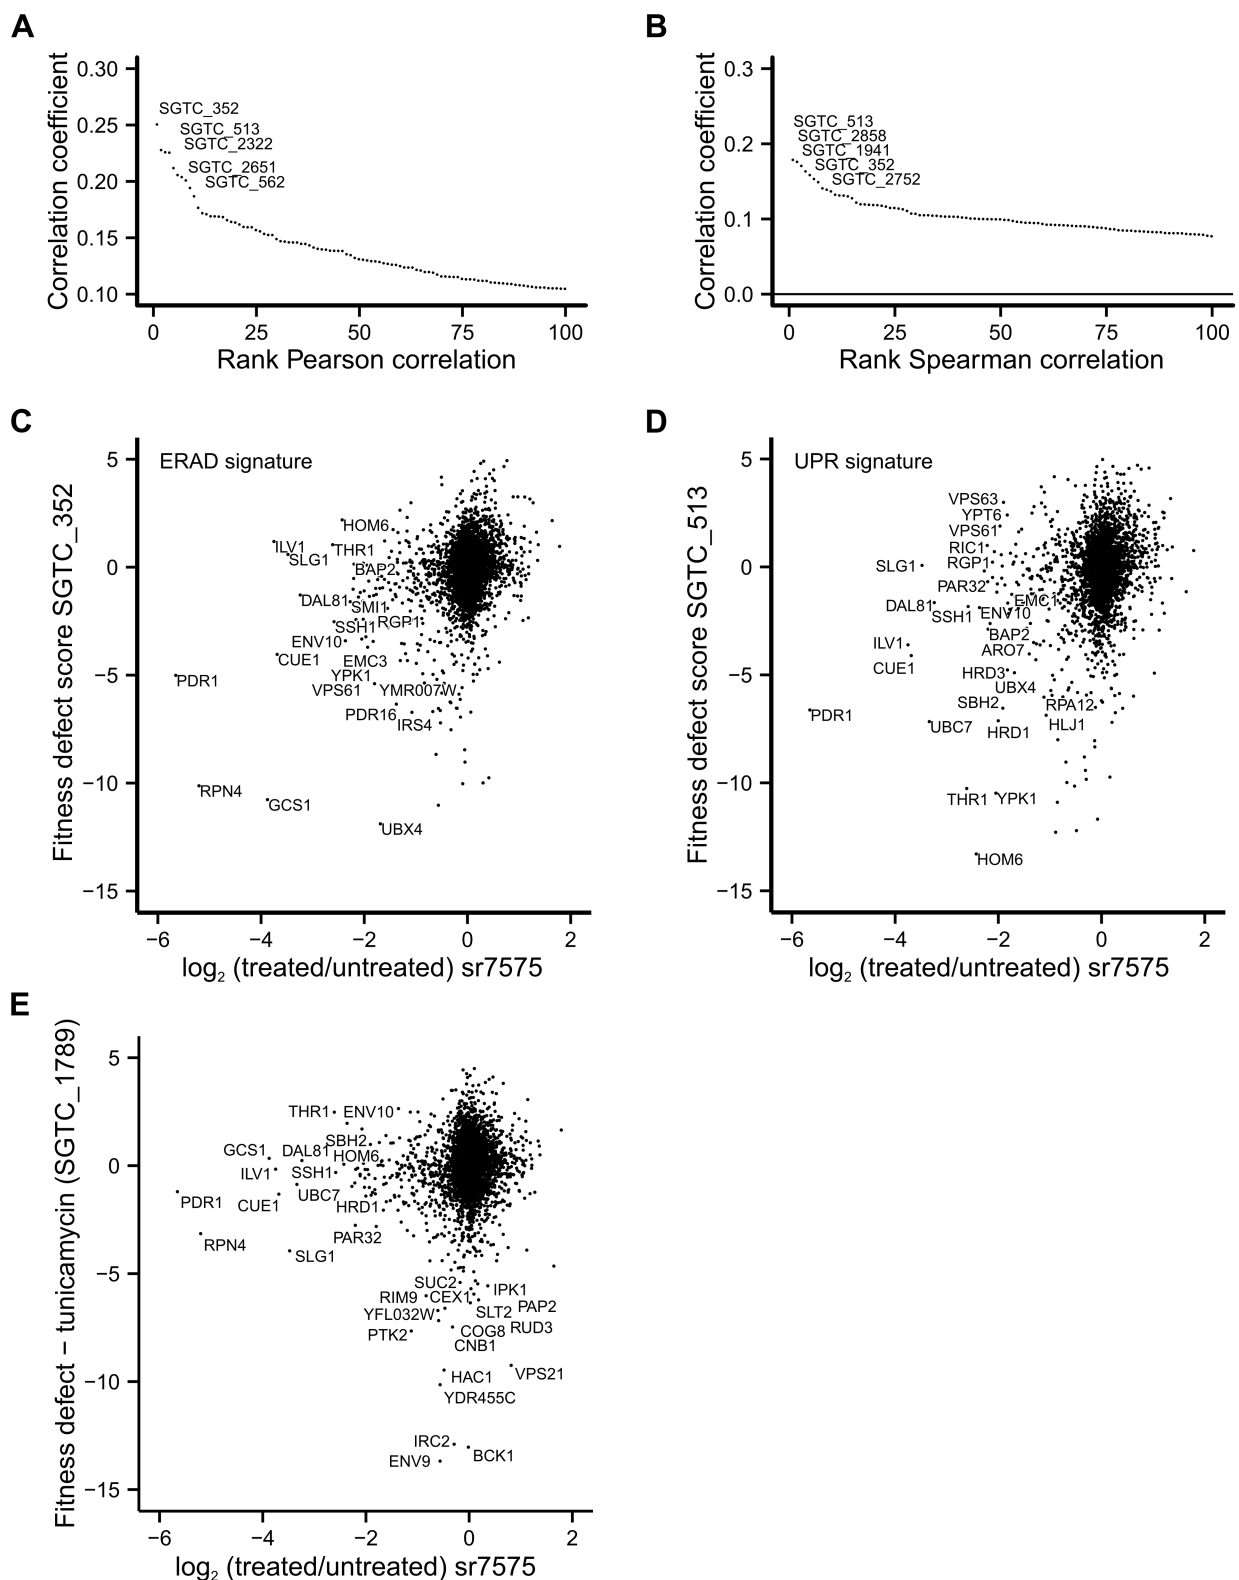 A
Correlation coefficient
0.30
0.25
0.20
0.15
0.10
SGTC_352
SGTC_513
SGTC_2322
SGTC_2651
SGTC_562
0 25 50 75 100
Rank Pearson correlation
B
Correlation coefficient
0.3
0.2
0.1
0.0
SGTC_513
SGTC_2858
SGTC_1941
SGTC_352
SGTC_2752
0 25 50 75 100
Rank Spearman correlation
C
Fitness defect score SGTC_352
5
0
−5
−10
−15
ERAD signature
HOM6
ILV1
THR1
SLG1
BAP2
DAL81
SMI1
RGP1
SSH1
ENV10
CUE1
EMC3
YPK1
PDR1
VPS61
YMR007W
PDR16
IRS4
RPN4
GCS1
UBX4
−6 −4 −2 0 2
log2 (treated/untreated) sr7575
D
Fitness defect score SGTC_513
5
0
−5
−10
−15
UPR signature
VPS63
YPT6
VPS61
RIC1
RGP1
SLG1
PAR32
EMC1
DAL81
SSH1
ENV10
BAP2
ILV1
ARO7
CUE1
HRD3
UBX4
SBH2
RPA12
PDR1
UBC7
HRD1
HLJ1
THR1
YPK1
HOM6
−6 −4 −2 0 2
log2 (treated/untreated) sr7575
E
Fitness defect − tunicamycin (SGTC_1789)
5
0
−5
−10
−15
THR1
ENV10
SBH2
GCS1
DAL81
HOM6
ILV1
SSH1
UBC7
PDR1
CUE1
HRD1
PAR32
RPN4
SLG1
SUC2
IPK1
RIM9
CEX1
PAP2
YFL032W
SLT2
PTK2
COG8
RUD3
CNB1
HAC1
VPS21
YDR455C
IRC2
BCK1
ENV9
−6 −4 −2 0 2
log2 (treated/untreated) sr7575